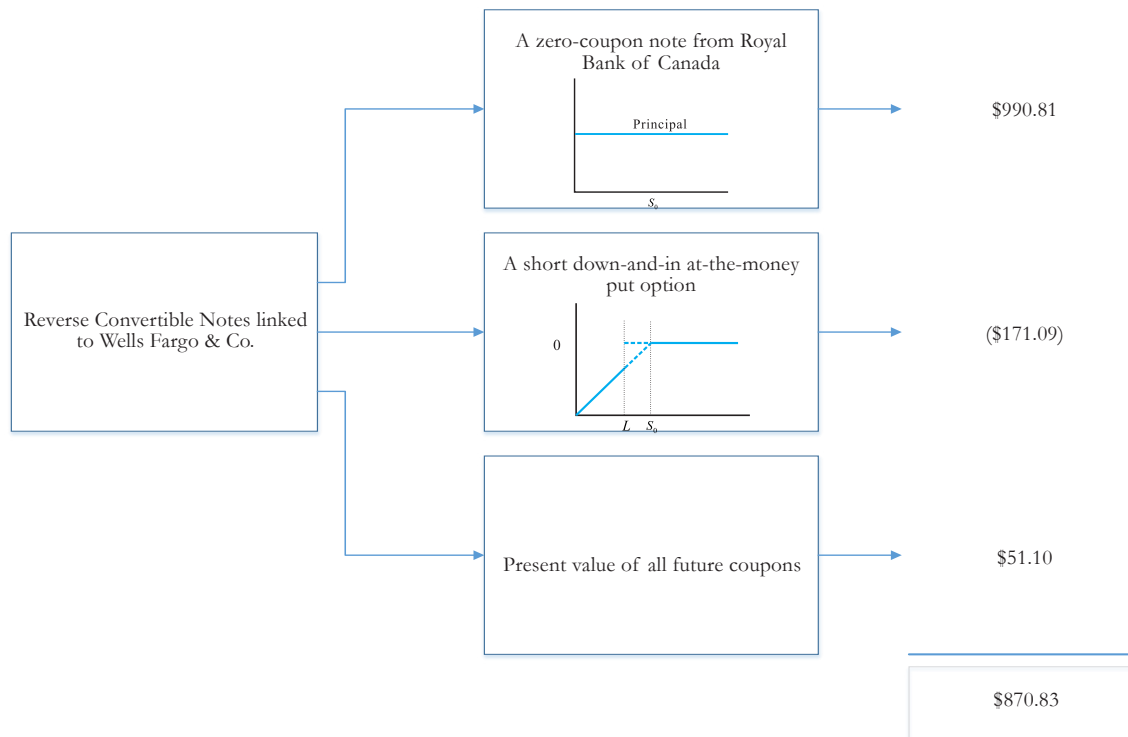 A zero-coupon note from Royal
Bank of Canada
Principal
S₀
$990.81
Reverse Convertible Notes linked
to Wells Fargo & Co.
A short down-and-in at-the-money
put option
0
L S₀
($171.09)
Present value of all future coupons
$51.10
$870.83